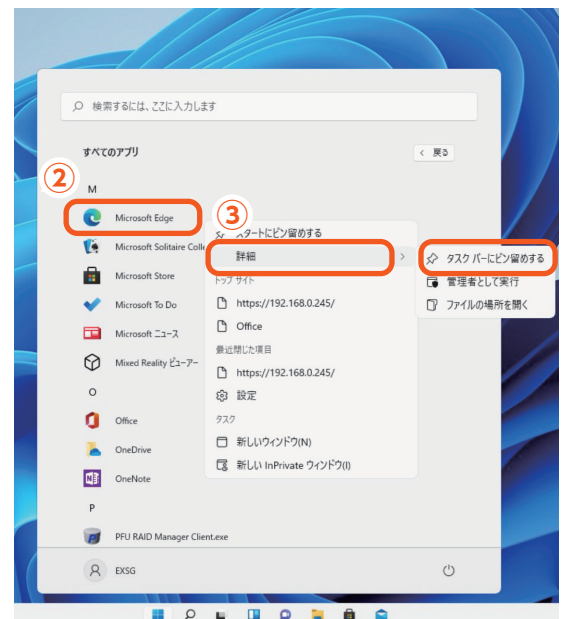 検索するには、ここに入力します
すべてのアプリ
< 戻る
②
M
Microsoft Edge
③
スタートにピン留めする
Microsoft Solitaire Colle
詳細
タスク バーにピン留めする
Microsoft Store
トップ サイト
管理者として実行
Microsoft To Do
https://192.168.0.245/
ファイルの場所を開く
Microsoft ニュース
Office
Mixed Reality ビューアー
最近閉じた項目
https://192.168.0.245/
O
設定
Office
タスク
OneDrive
新しいウィンドウ(N)
新しい InPrivate ウィンドウ(I)
OneNote
P
PFU RAID Manager Client.exe
EXSG